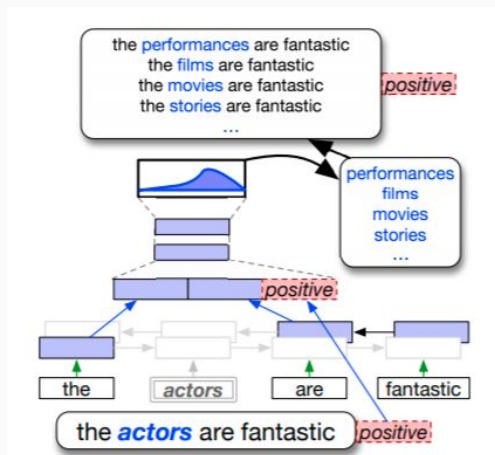 the performances are fantastic
the films are fantastic
the movies are fantastic
the stories are fantastic
...
positive
performances
films
movies
stories
...
positive
the
actors
are
fantastic
the actors are fantastic
positive